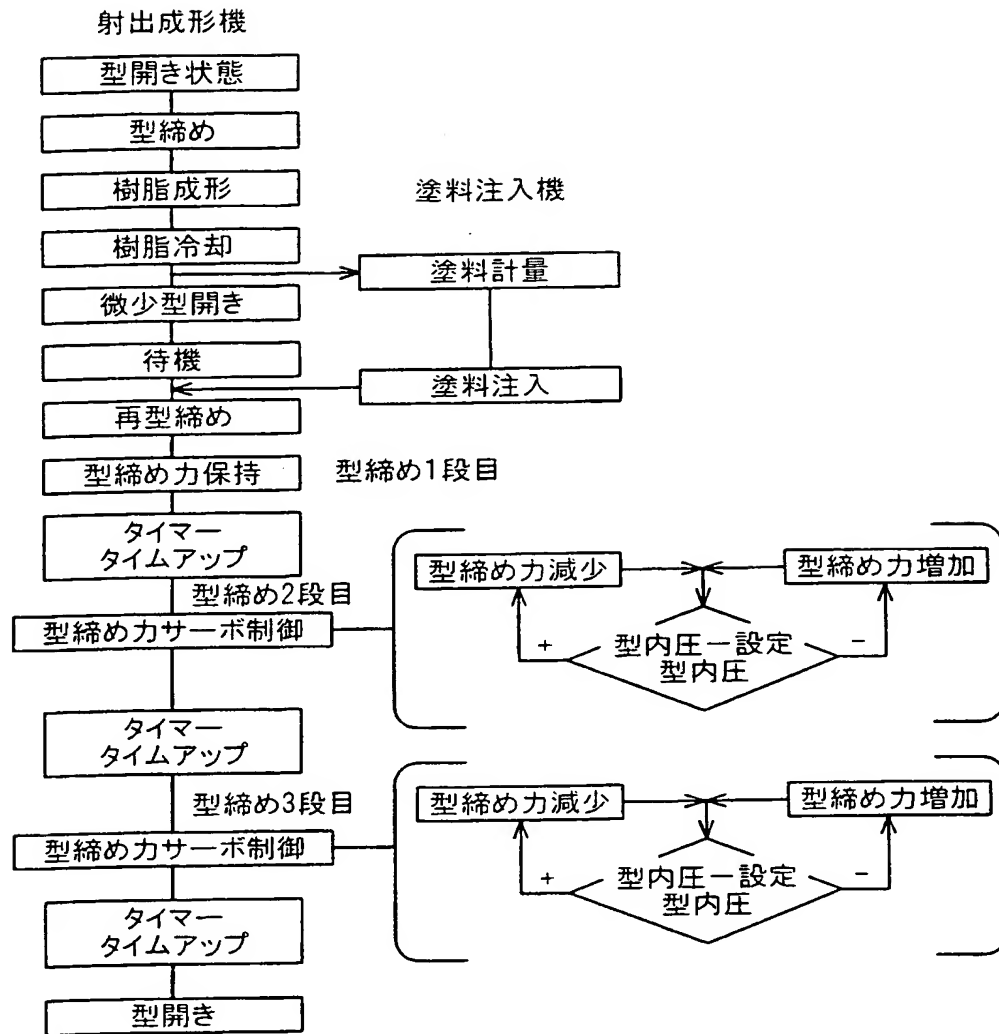 射出成形機
型開き状態
型締め
樹脂成形
樹脂冷却
微少型開き
待機
再型締め
型締め力保持
型締め1段目
タイマー
タイムアップ
型締め2段目
型締め力サーボ制御
タイマー
タイムアップ
型締め3段目
型締め力サーボ制御
タイマー
タイムアップ
型開き
塗料注入機
塗料計量
塗料注入
型締め力減少
型締め力増加
+
型内圧－設定
型内圧
－
型締め力減少
型締め力増加
+
型内圧－設定
型内圧
－